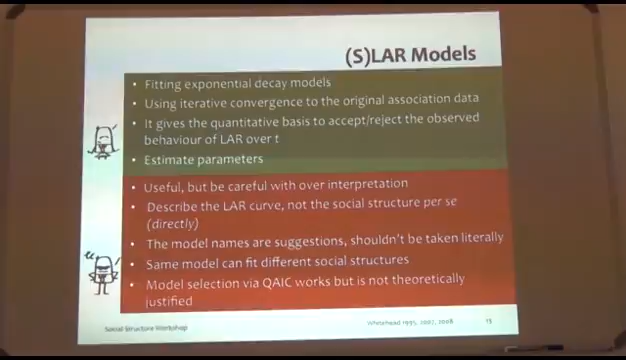 (S)LAR Models
• Fitting exponential decay models
• Using iterative convergence to the original association data
• It gives the quantitative basis to accept/reject the observed
behaviour of LAR over t
• Estimate parameters
• Useful, but be careful with over interpretation
• Describe the LAR curve, not the social structure per se
(directly)
• The model names are suggestions, shouldn't be taken literally
• Same model can fit different social structures
• Model selection via QAIC works but is not theoretically
justified
Social Structure Workshop
Whitehead 1995, 2007, 2008